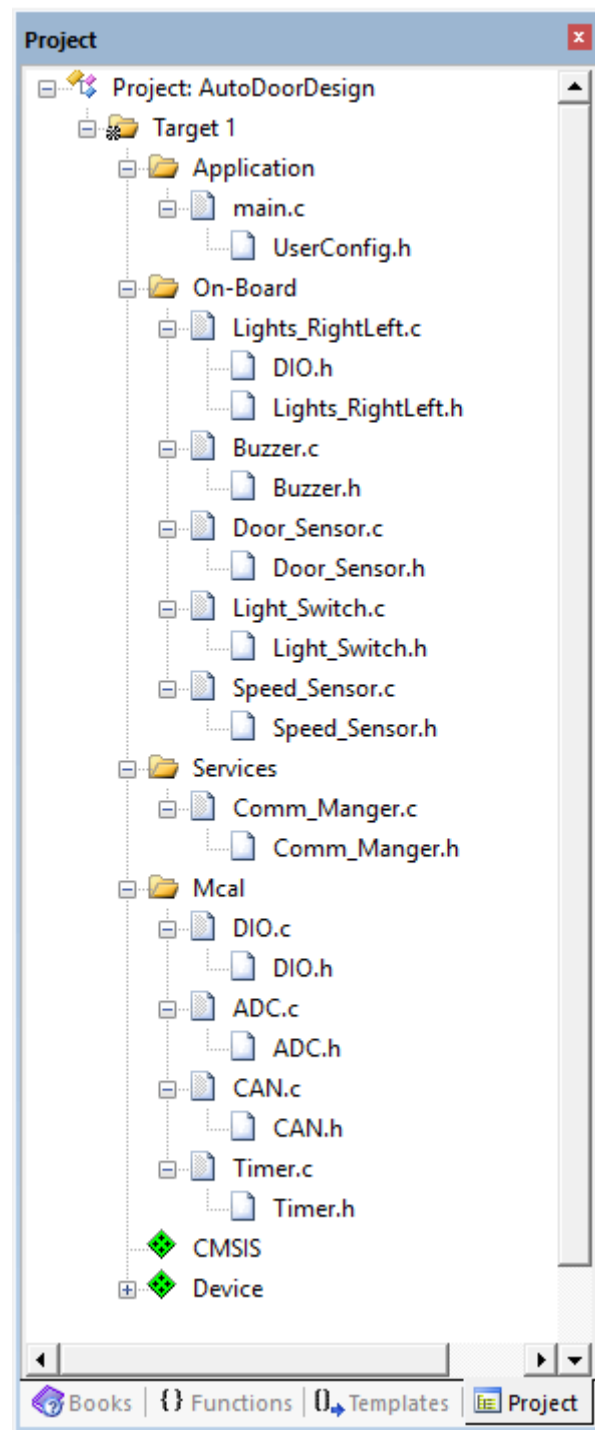 Project
Project: AutoDoorDesign
Target 1
Application
main.c
UserConfig.h
On-Board
Lights_RightLeft.c
DIO.h
Lights_RightLeft.h
Buzzer.c
Buzzer.h
Door_Sensor.c
Door_Sensor.h
Light_Switch.c
Light_Switch.h
Speed_Sensor.c
Speed_Sensor.h
Services
Comm_Manger.c
Comm_Manger.h
Mcal
DIO.c
DIO.h
ADC.c
ADC.h
CAN.c
CAN.h
Timer.c
Timer.h
CMSIS
Device
Books {} Functions 0 Templates Project